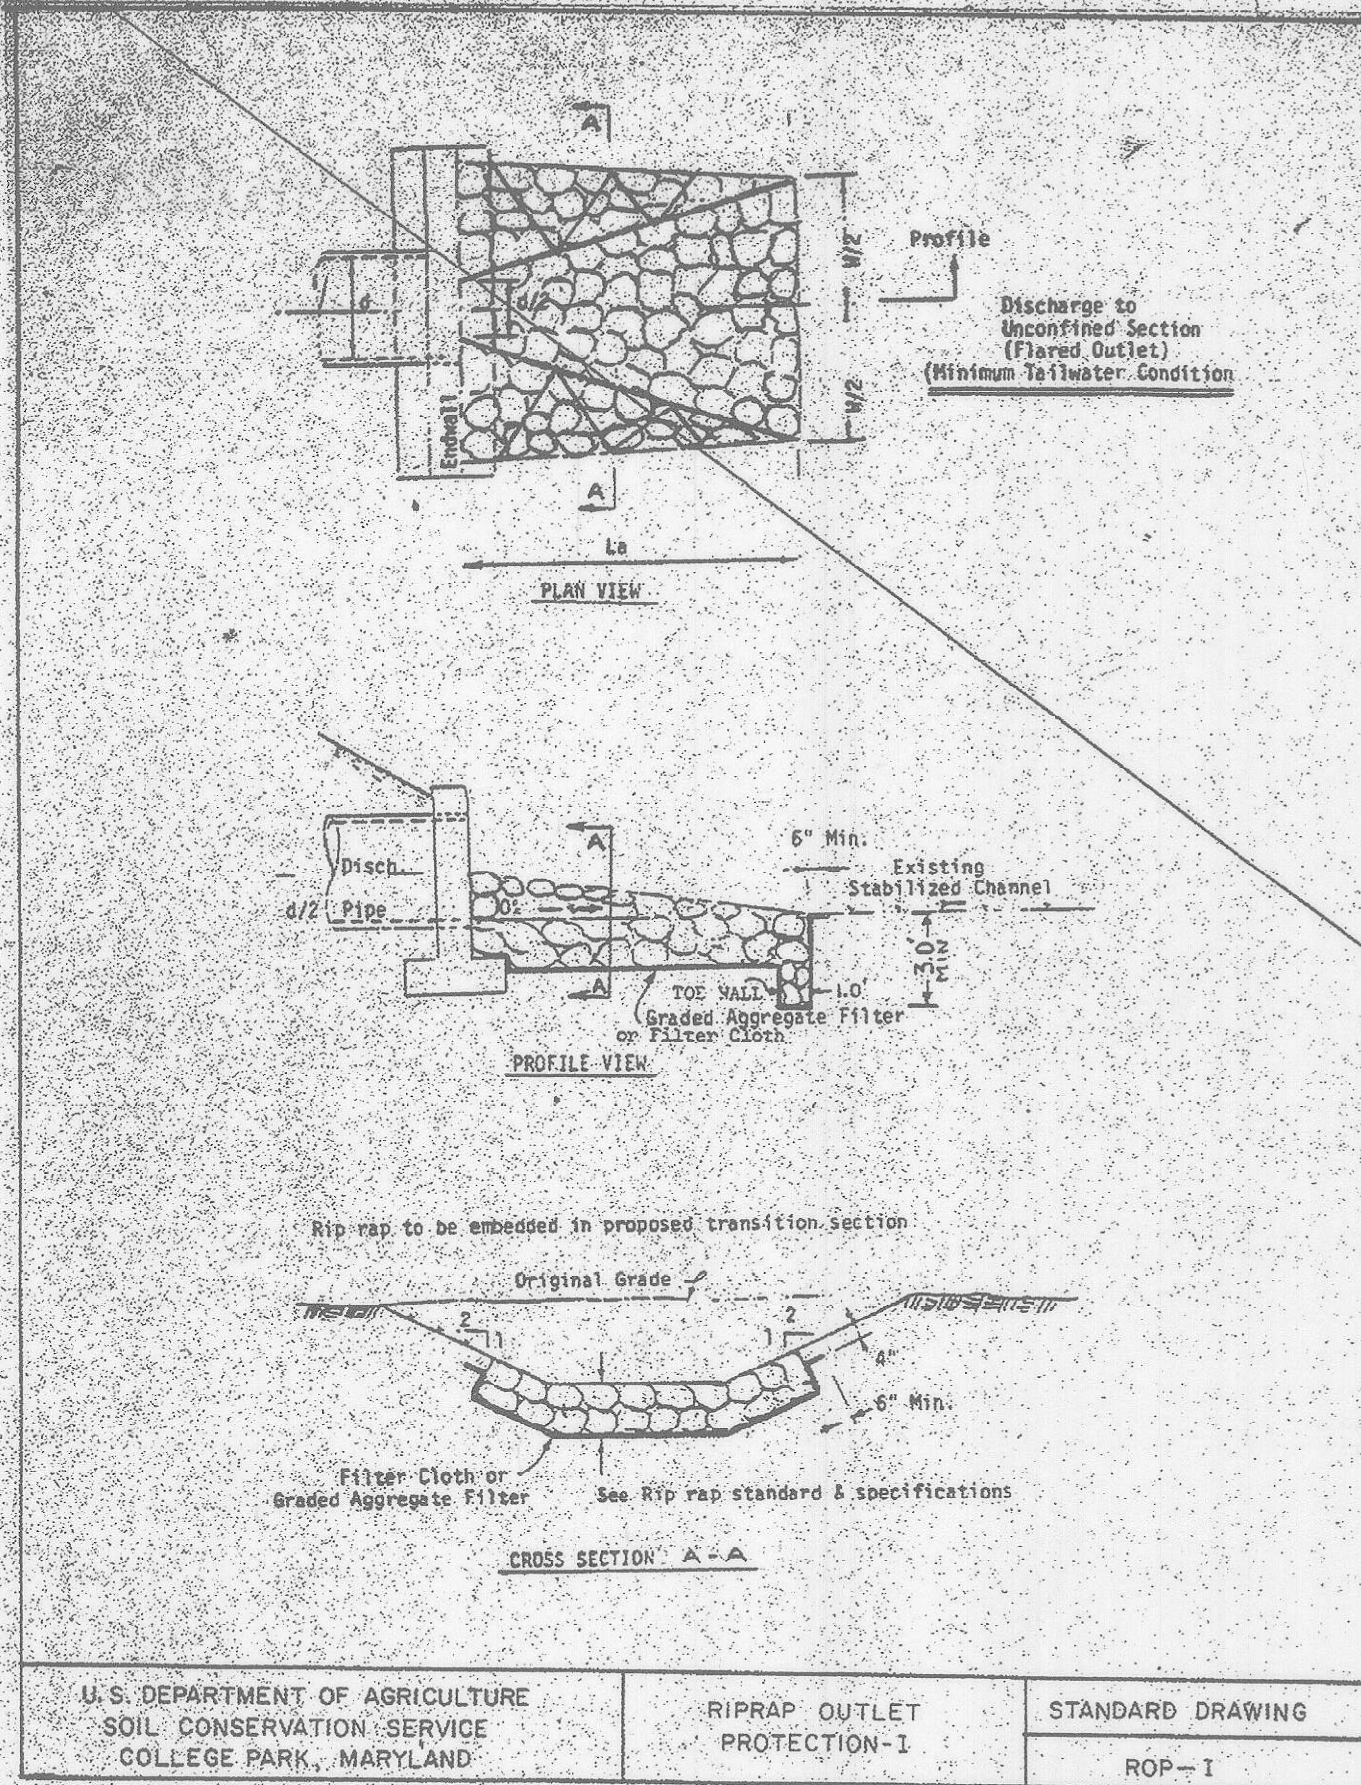 A
W/2
Profile
d
d/2
Discharge to
Unconfined Section
(Flared Outlet)
(Minimum Tailwater Condition
W/2
Endwall
A
La
PLAN VIEW
6" Min.
A
Existing
Stabilized Channel
Disch.
d/2 Pipe
3.0'
MIN
A
TOE WALL
1.0'
Graded Aggregate Filter
or Filter Cloth
PROFILE VIEW
Rip rap to be embedded in proposed transition section
Original Grade
2
1
2
1
4"
6" Min.
Filter Cloth or
Graded Aggregate Filter
See Rip rap standard & specifications
CROSS SECTION A-A
U.S. DEPARTMENT OF AGRICULTURE
SOIL CONSERVATION SERVICE
COLLEGE PARK, MARYLAND
RIPRAP OUTLET
PROTECTION-I
STANDARD DRAWING
ROP-I